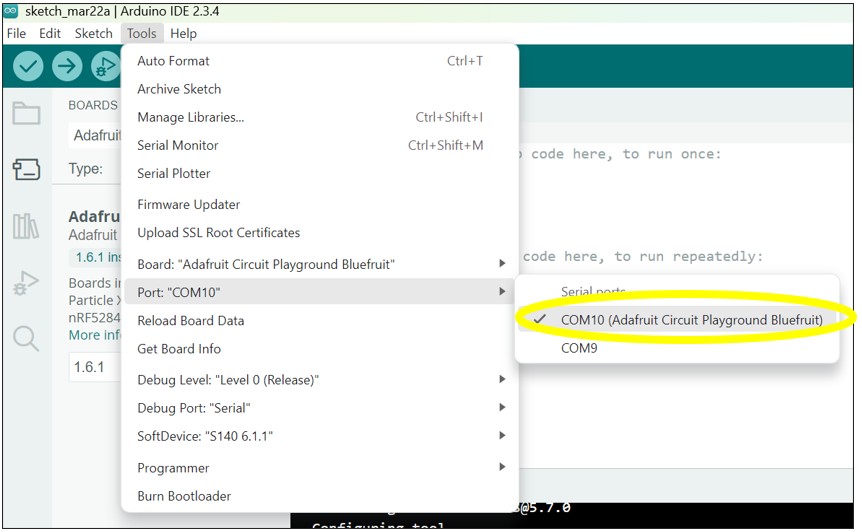 sketch_mar22a | Arduino IDE 2.3.4
File Edit Sketch Tools Help
BOARDS
Adafruit
Type:
Adafru
Adafruit
1.6.1 ins
Boards in
Particle X
nRF5284
More info
1.6.1
Auto Format Ctrl+T
Archive Sketch
Manage Libraries... Ctrl+Shift+I
Serial Monitor Ctrl+Shift+M
Serial Plotter
Firmware Updater
Upload SSL Root Certificates
Board: "Adafruit Circuit Playground Bluefruit"
Port: "COM10"
Reload Board Data
Get Board Info
Debug Level: "Level 0 (Release)"
Debug Port: "Serial"
SoftDevice: "S140 6.1.1"
Programmer
Burn Bootloader
Serial ports
COM10 (Adafruit Circuit Playground Bluefruit)
COM9
code here, to run once:
code here, to run repeatedly:
@5.7.0
Configuring tool